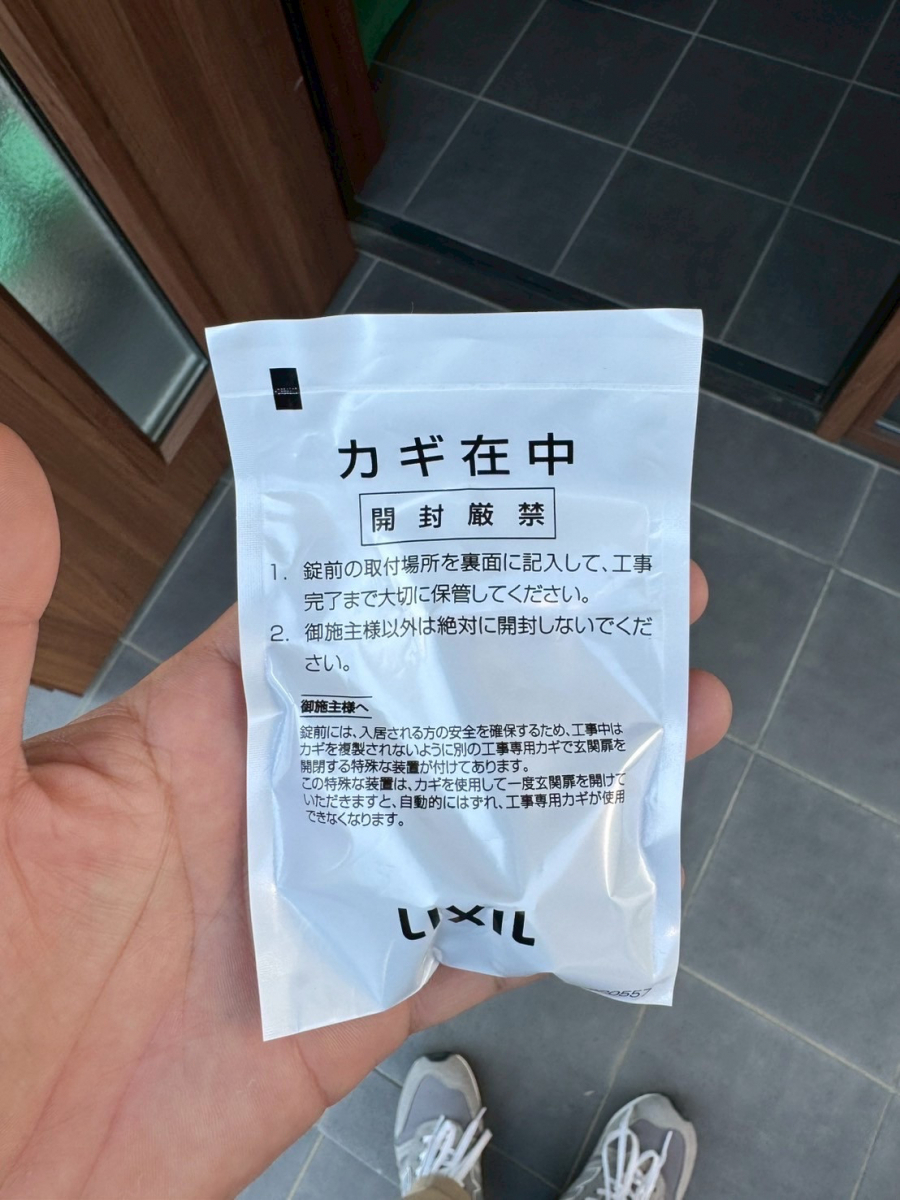 カギ在中
開封厳禁
1. 錠前の取付場所を裏面に記入して、工事
完了まで大切に保管してください。
2. 御施主様以外は絶対に開封しないでくだ
さい。
御施主様へ
錠前には、入居される方の安全を確保するため、工事中は
カギを複製されないように別の工事専用カギで玄関扉を
開閉する特殊な装置が付けてあります。
この特殊な装置は、カギを使用して一度玄関扉を開けて
いただきますと、自動的にはずれ、工事専用カギが使用
できなくなります。
LIXIL